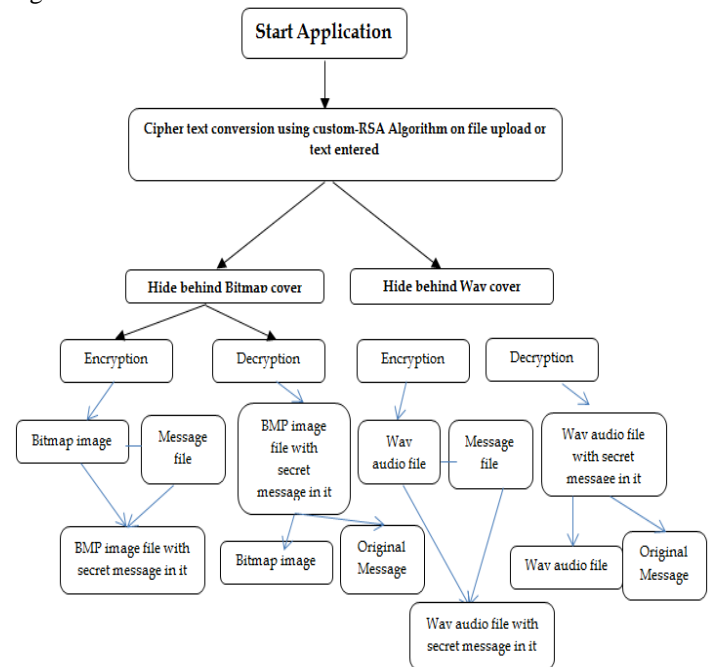 Start Application
Cipher text conversion using custom-RSA Algorithm on file upload or
text entered
Hide behind Bitmap cover
Hide behind Wav cover
Encryption
Decryption
Encryption
Decryption
Bitmap image
Message
file
BMP image
file with
secret
message in it
Wav
audio file
Message
file
Wav audio file
with secret
message in it
BMP image file with
secret message in it
Bitmap image
Original
Message
Wav audio file
Original
Message
Wav audio file with
secret message in it